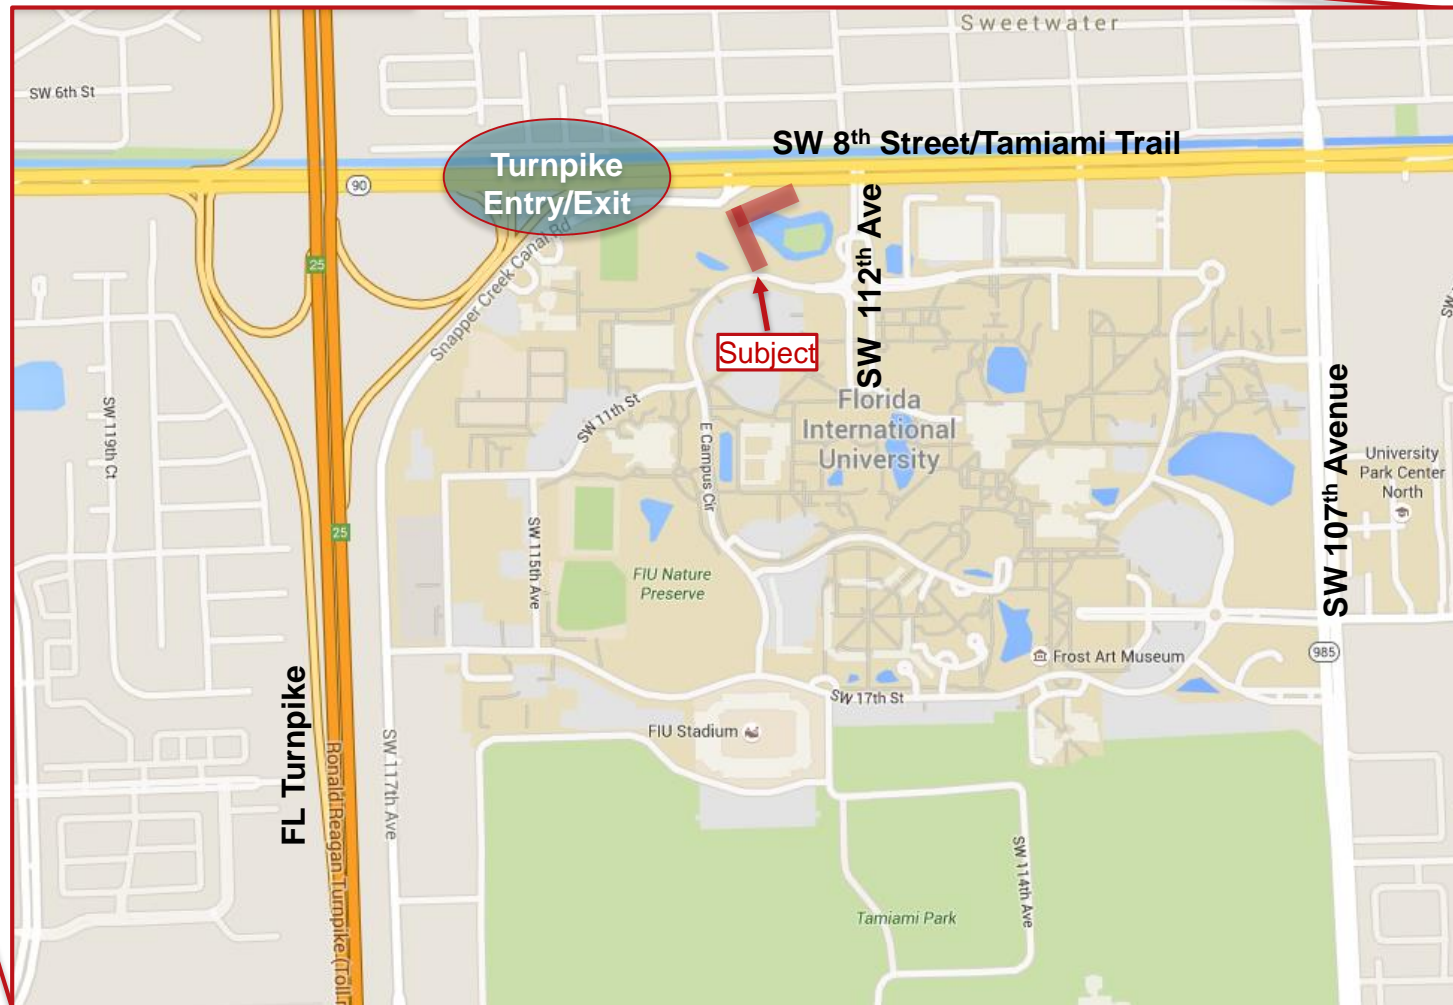 Sweetwater
SW 6th St
SW 8th Street/Tamiami Trail
Turnpike
Entry/Exit
90
SW 112th Ave
Snapper Creek Canal Rd
25
Subject
SW 119th Ct
SW 11th St
E Campus Cir
Florida
International
University
SW 107th Avenue
University
Park Center
North
25
SW 115th Ave
FIU Nature
Preserve
985
Frost Art Museum
SW 17th St
FL Turnpike
FIU Stadium
SW 117th Ave
Ronald Reagan Turnpike (Toll r
SW 114th Ave
Tamiami Park
SW